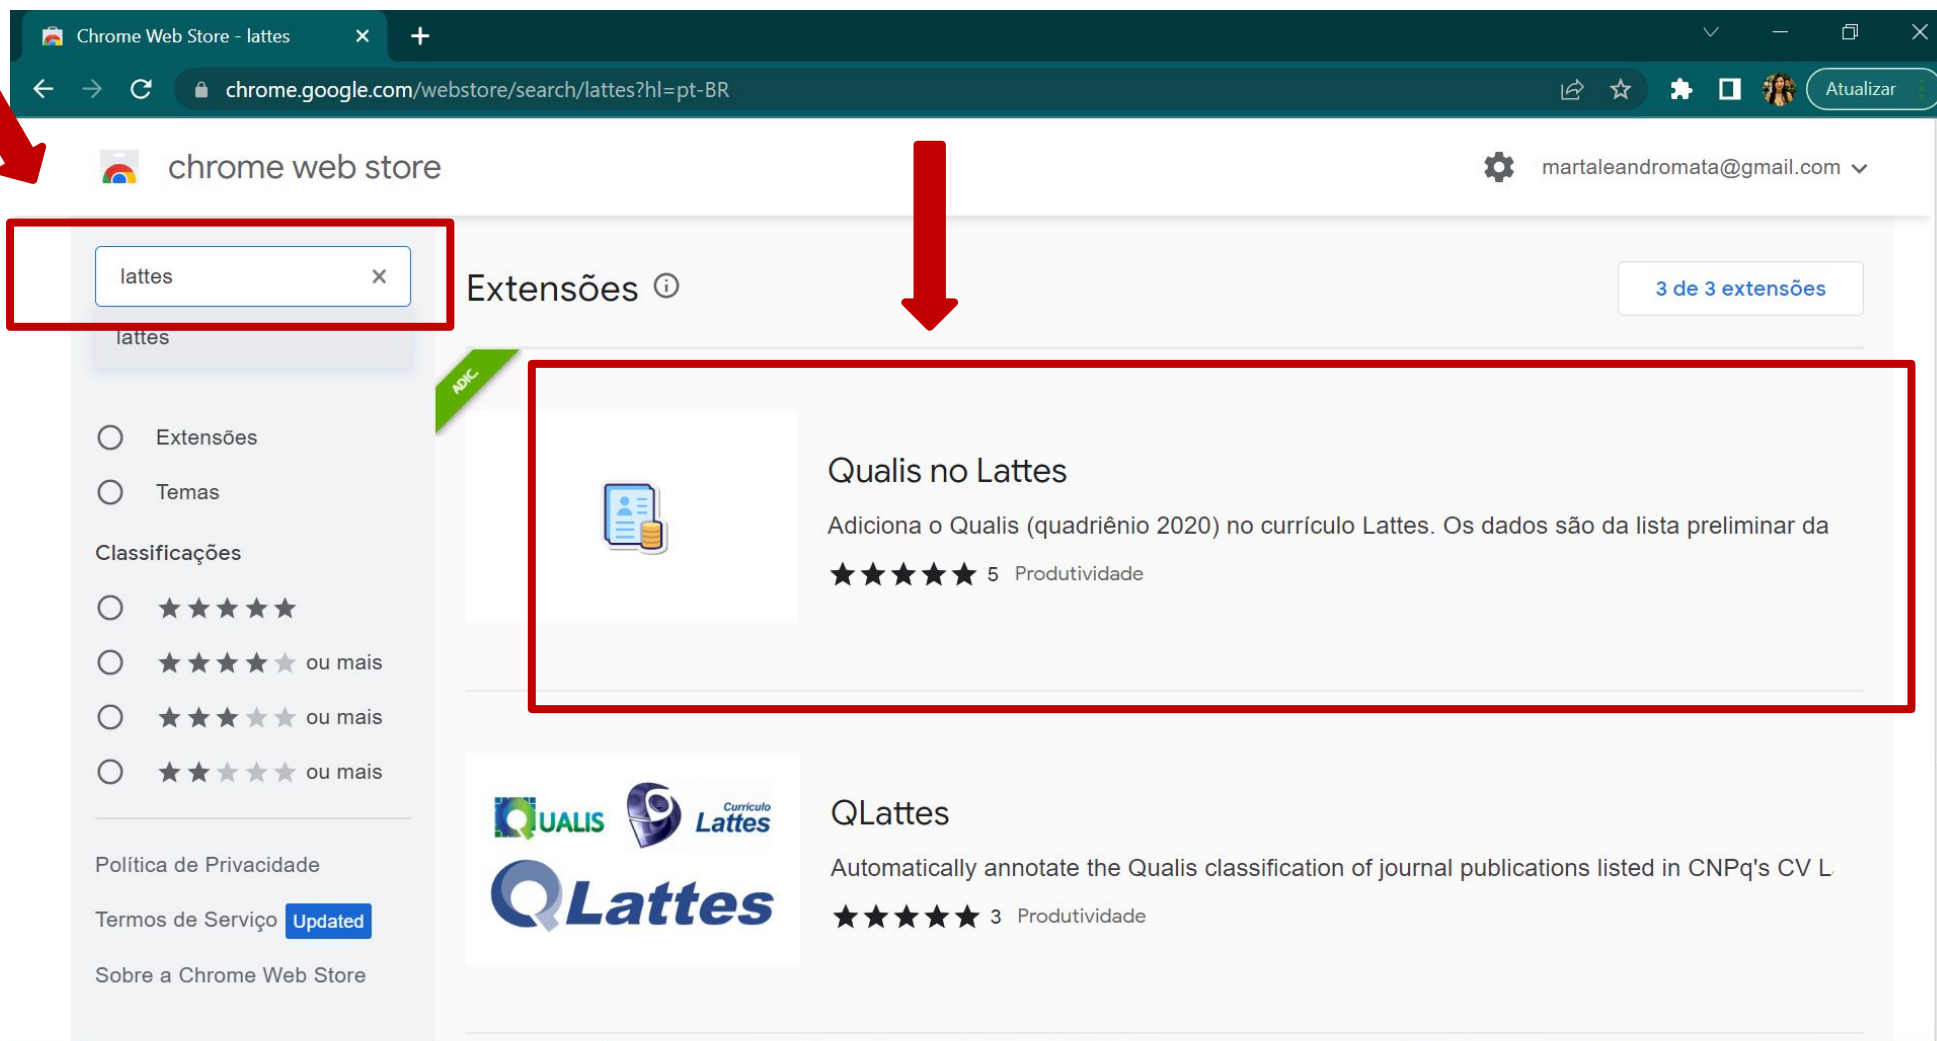 Chrome Web Store - lattes
chrome.google.com/webstore/search/lattes?hl=pt-BR
Atualizar
chrome web store
martaleandromata@gmail.com
lattes
lattes
Extensões
Temas
Classificações
ou mais
ou mais
ou mais
Política de Privacidade
Termos de Serviço Updated
Sobre a Chrome Web Store
Extensões
3 de 3 extensões
ADIC.
Qualis no Lattes
Adiciona o Qualis (quadriênio 2020) no currículo Lattes. Os dados são da lista preliminar da
5 Produtividade
QUALIS
Currículo
Lattes
QLattes
QLattes
Automatically annotate the Qualis classification of journal publications listed in CNPq's CV L
3 Produtividade